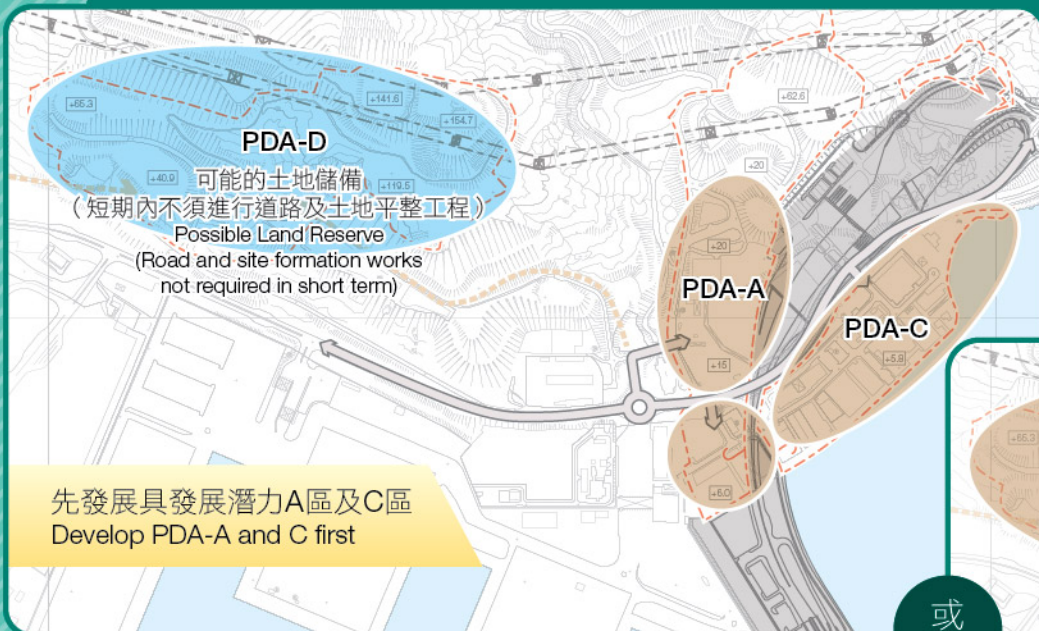 +65.3
+141.6
+154.7
+62.6
+20
PDA-D
+40.9
可能的土地儲備
+119.5
（短期內不須進行道路及土地平整工程）
Possible Land Reserve
(Road and site formation works
not required in short term)
+20
PDA-A
PDA-C
+15
+5.8
+6.0
+65.3
先發展具發展潛力A區及C區
Develop PDA-A and C first
或